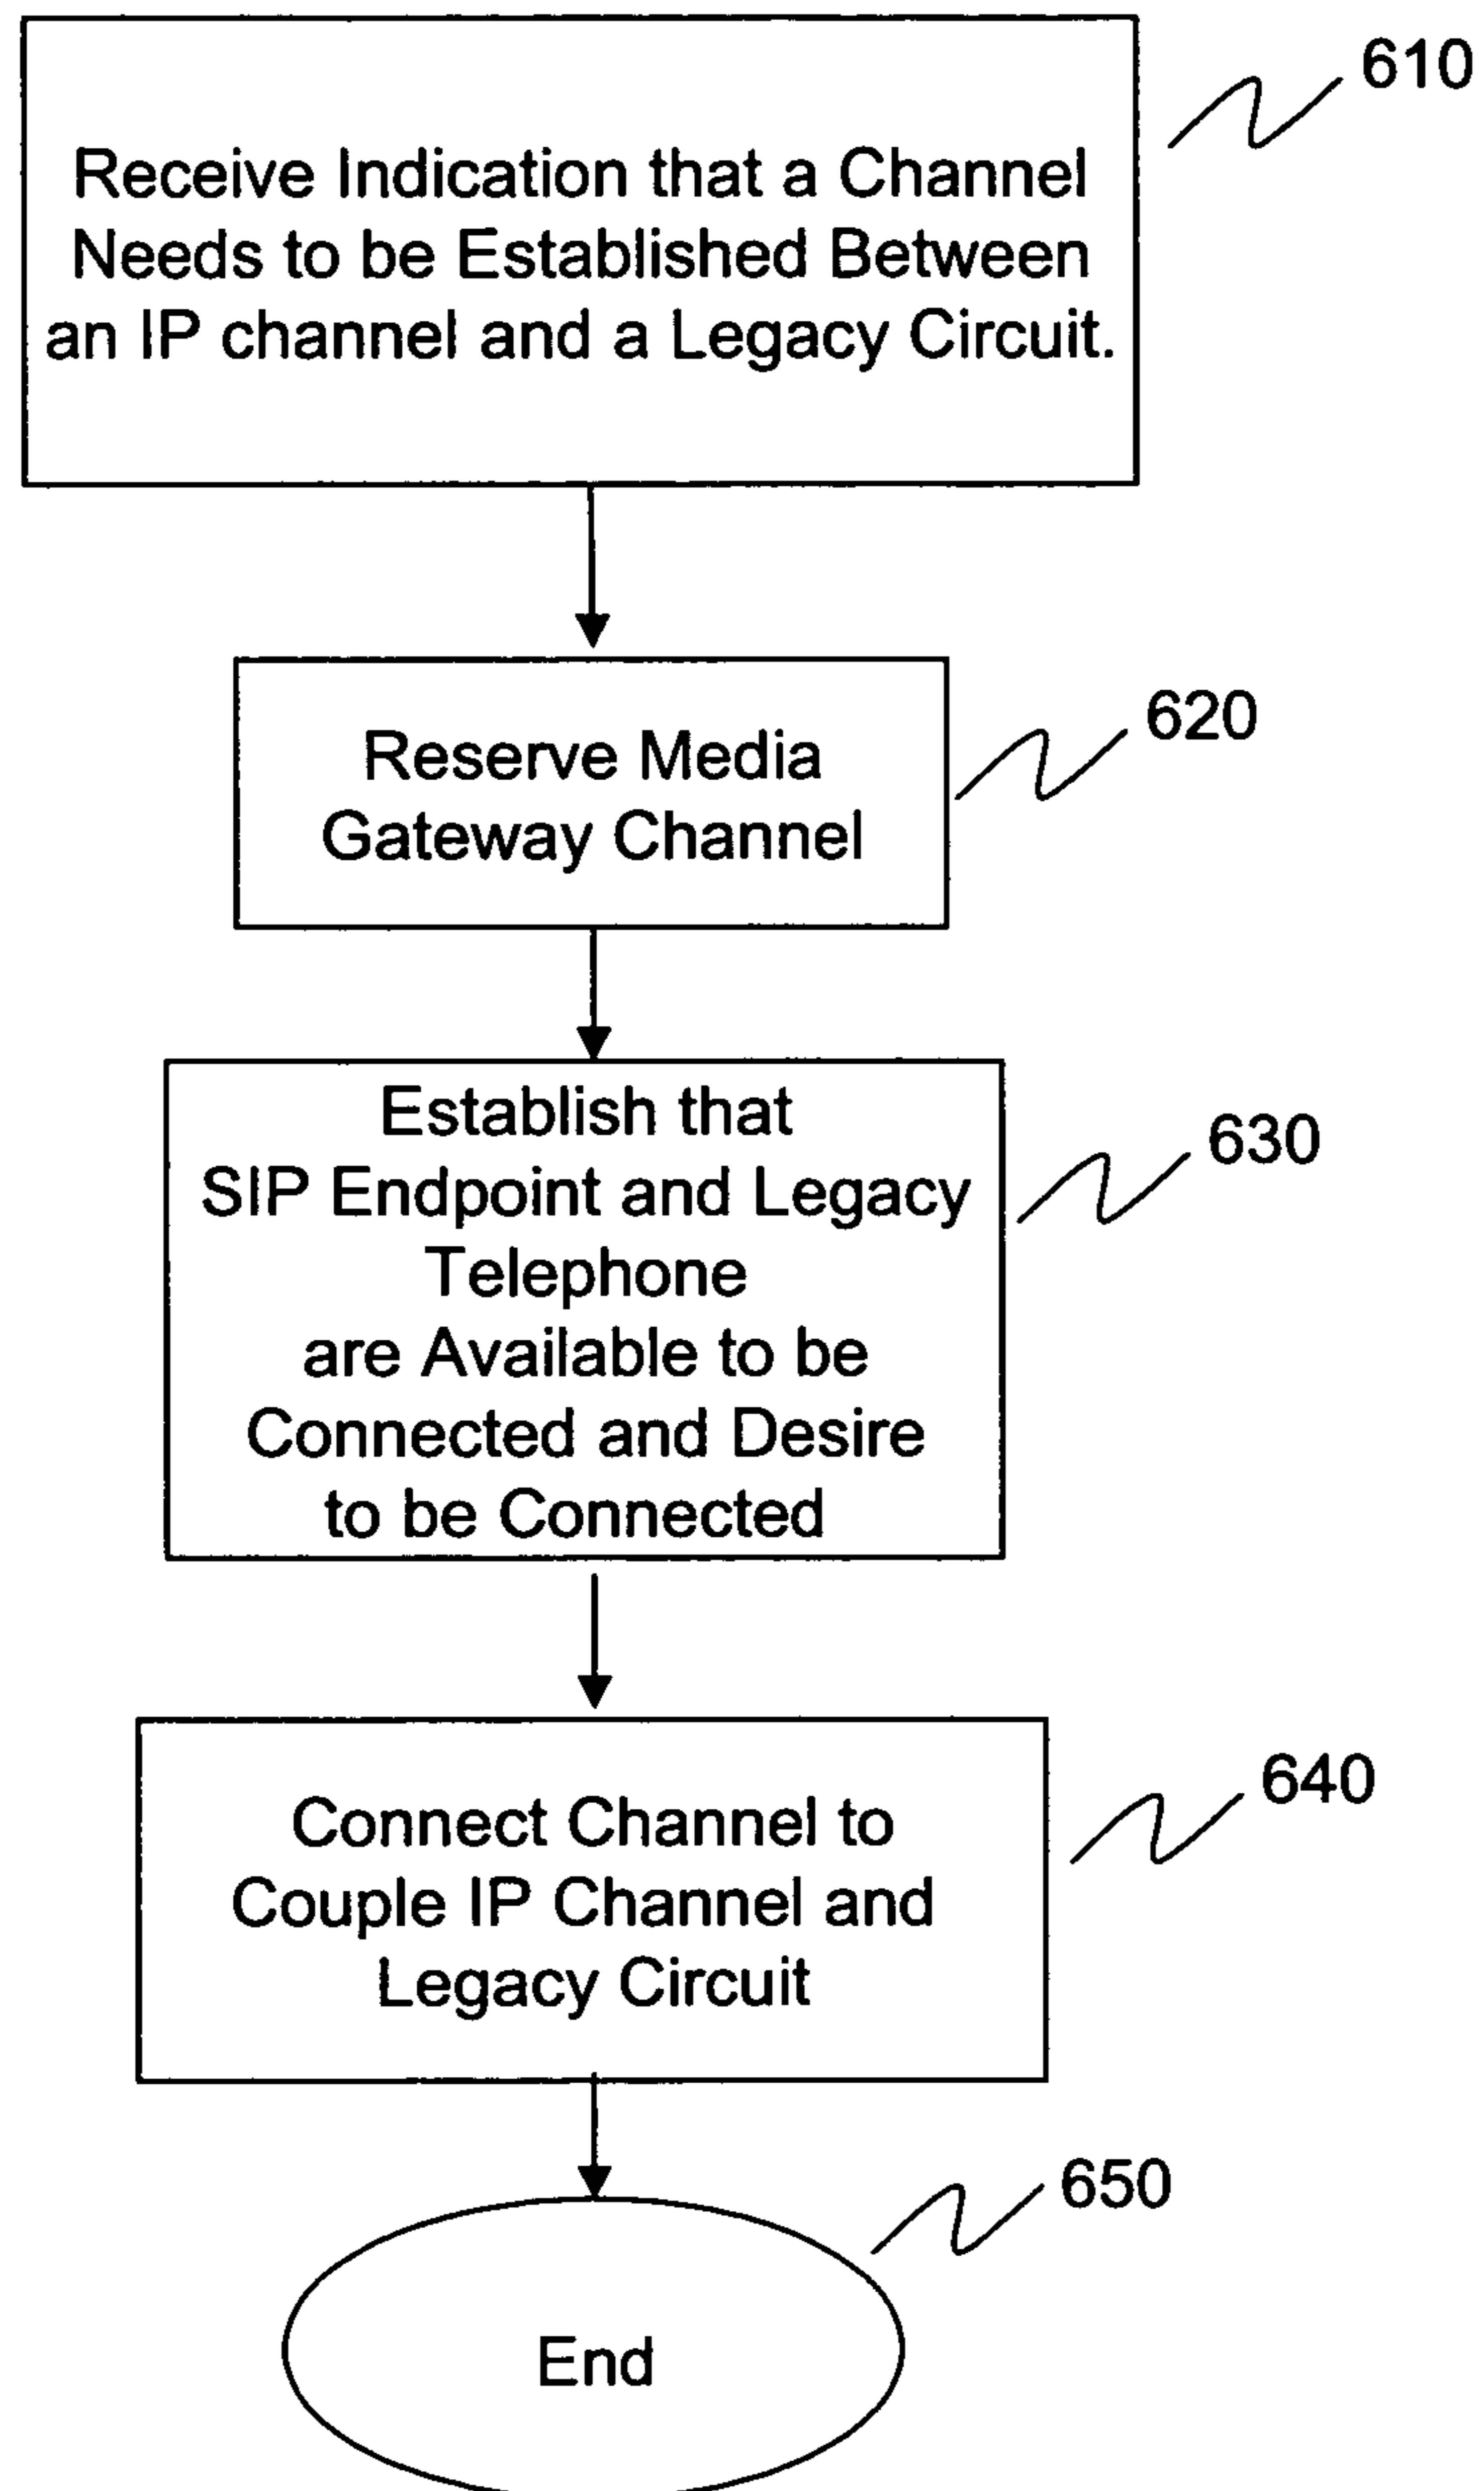 610
Receive Indication that a Channel
Needs to be Established Between
an IP channel and a Legacy Circuit.
620
Reserve Media
Gateway Channel
630
Establish that
SIP Endpoint and Legacy
Telephone
are Available to be
Connected and Desire
to be Connected
640
Connect Channel to
Couple IP Channel and
Legacy Circuit
650
End